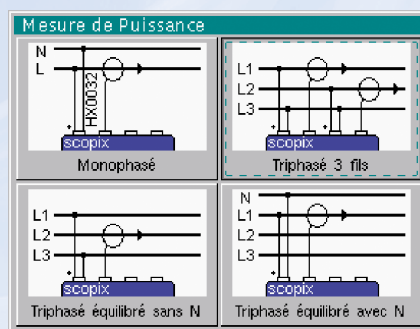 Mesure de Puissance
N
L
HX0032
scopix
Monophasé
L1
L2
L3
scopix
Triphasé 3 fils
L1
L2
L3
scopix
Triphasé équilibré sans N
N
L1
L2
L3
scopix
Triphasé équilibré avec N